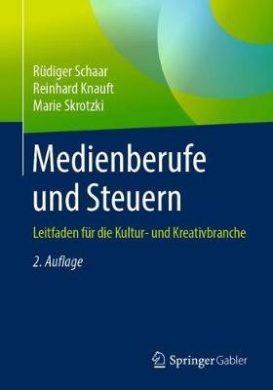 Rüdiger Schaar
Reinhard Knauft
Marie Skrotzki
Medienberufe
und Steuern
Leitfaden für die Kultur- und Kreativbranche
2. Auflage
Springer Gabler